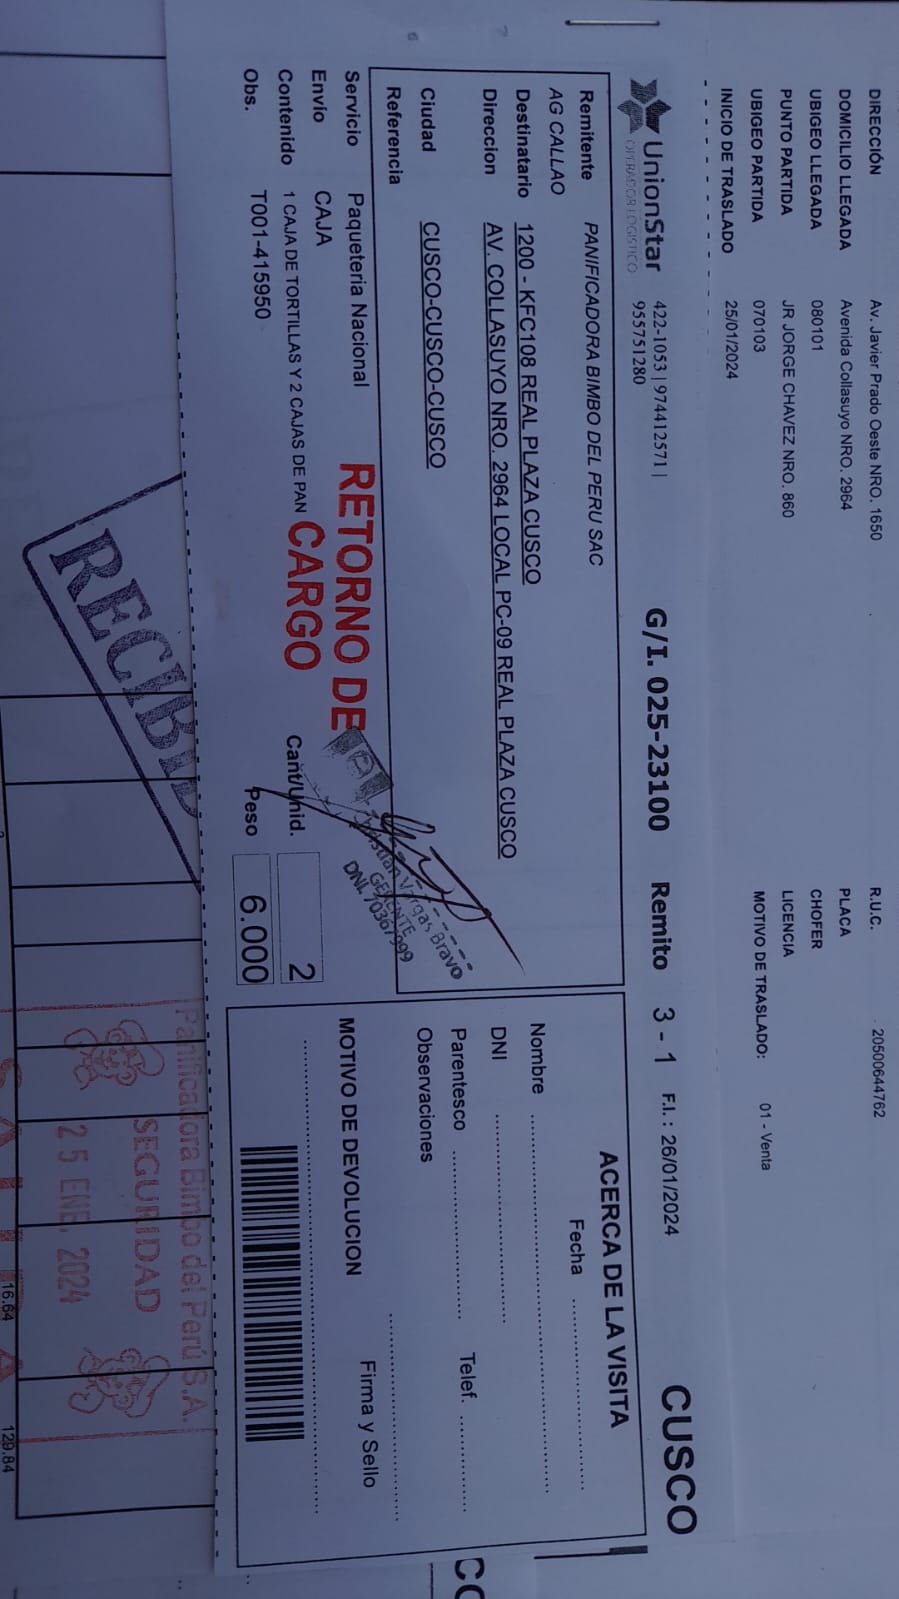 DIRECCIÓN Av. Javier Prado Oeste NRO. 1650 R.U.C. 20500644762
DOMICILIO LLEGADA Avenida Collasuyo NRO. 2964 PLACA
UBIGEO LLEGADA 080101 CHOFER
PUNTO PARTIDA JR JORGE CHAVEZ NRO. 860 LICENCIA
UBIGEO PARTIDA 070103 MOTIVO DE TRASLADO: 01 - Venta
INICIO DE TRASLADO 25/01/2024
UnionStar
OPERADOR LOGISTICO
422-1053 | 974412571 |
955751280
G/I. 025-23100 Remito 3 - 1 F.I. : 26/01/2024 CUSCO
Remitente PANIFICADORA BIMBO DEL PERU SAC
AG CALLAO
Destinatario 1200 - KFC108 REAL PLAZA CUSCO
Direccion AV. COLLASUYO NRO. 2964 LOCAL PC-09 REAL PLAZA CUSCO
Ciudad CUSCO-CUSCO-CUSCO
Referencia
Servicio Paqueteria Nacional
Envío CAJA
Contenido 1 CAJA DE TORTILLAS Y 2 CAJAS DE PAN
Obs. T001-415950
RETORNO DE
CARGO
Cant/Unid. 2
Peso 6.000
Vargas Bravo
GERENTE
DNI.
ACERCA DE LA VISITA
Fecha
Nombre
DNI
Parentesco Telef.
Observaciones
MOTIVO DE DEVOLUCION Firma y Sello
Panificadora Bimbo del Perú S.A.
SEGURIDAD
25 ENE. 2024
16.64 129.84